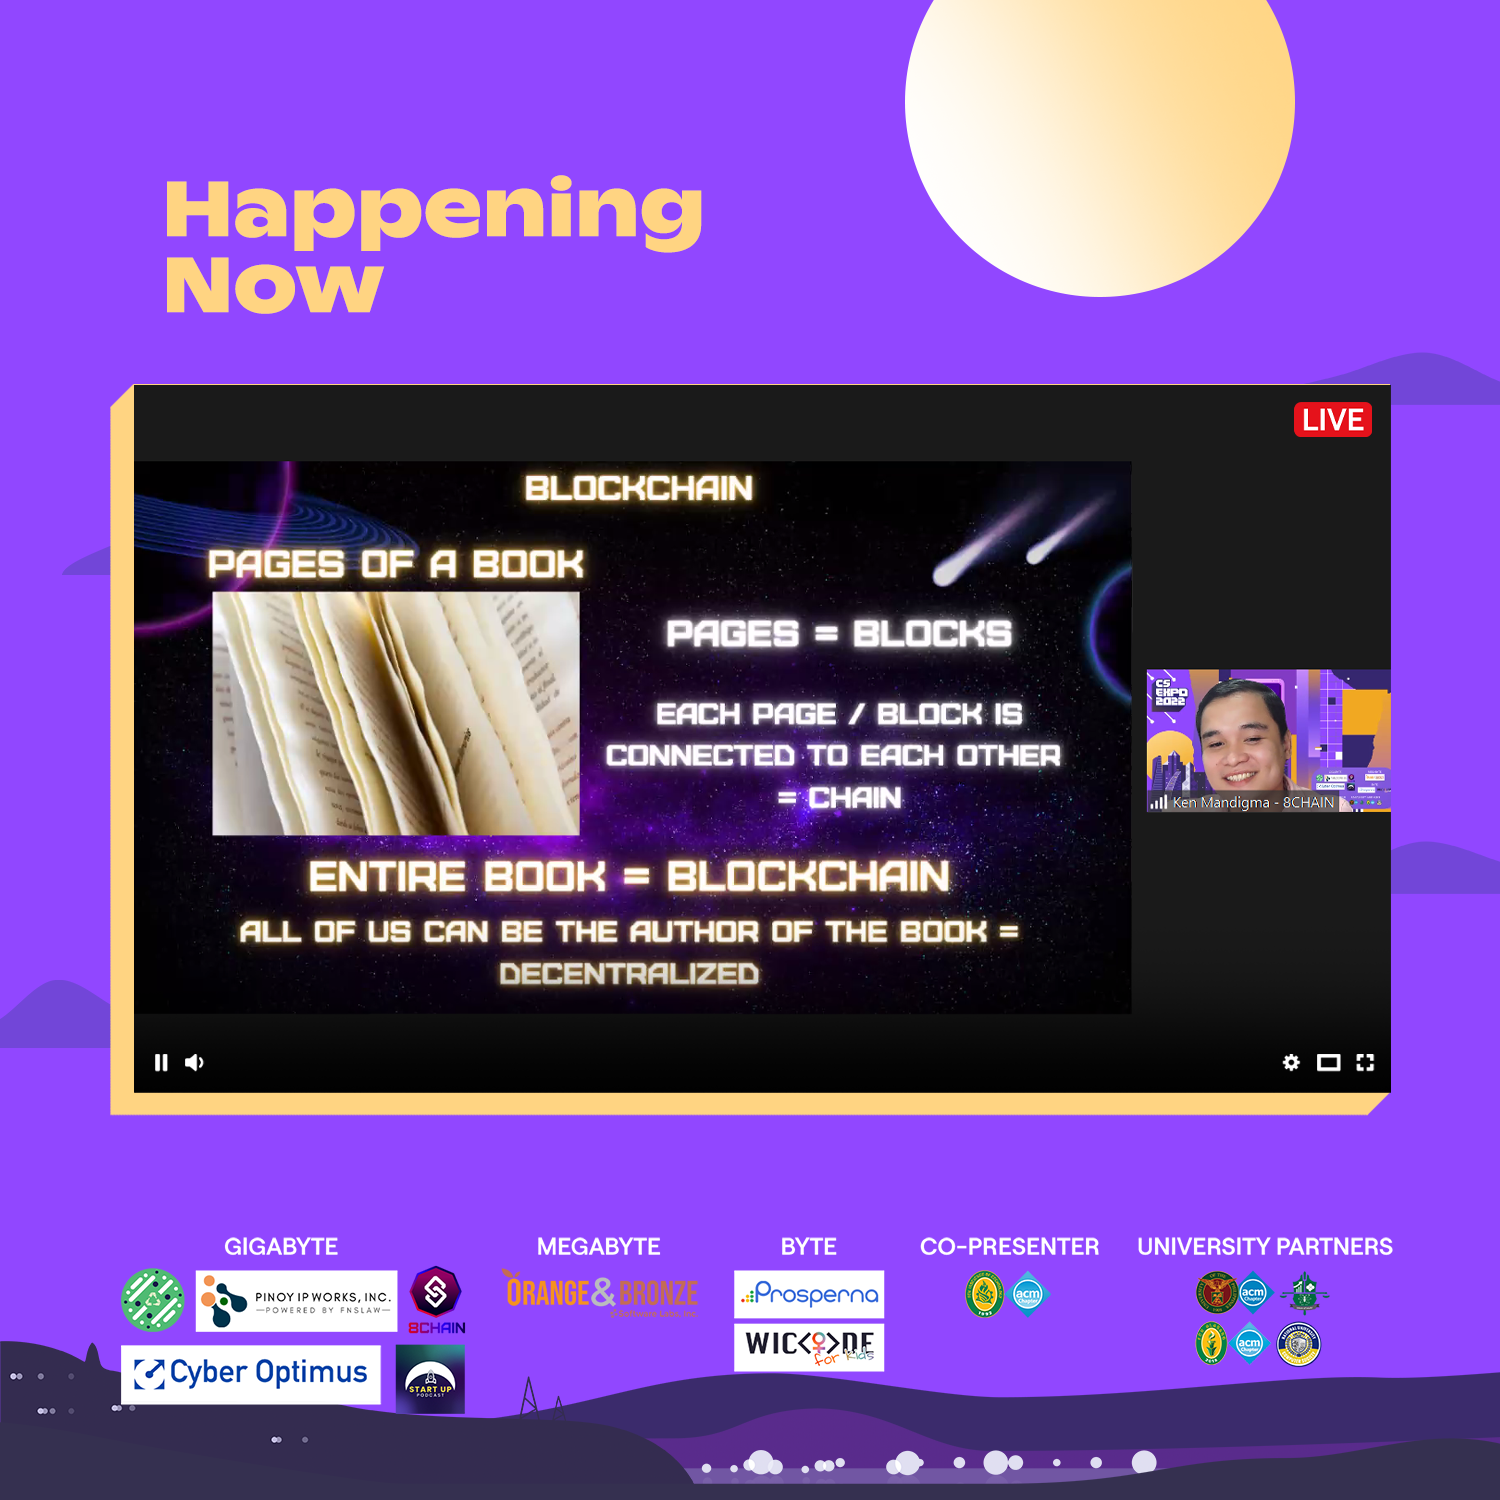 Happening
Now
LIVE
BLOCKCHAIN
PAGES OF A BOOK
PAGES = BLOCKS
EACH PAGE / BLOCK IS
CONNECTED TO EACH OTHER
= CHAIN
ENTIRE BOOK = BLOCKCHAIN
ALL OF US CAN BE THE AUTHOR OF THE BOOK =
DECENTRALIZED
CS
EXPO
2022
Ken Mandigma - 8CHAIN
GIGABYTE
MEGABYTE
BYTE
CO-PRESENTER
UNIVERSITY PARTNERS
PINOY IP WORKS, INC.
POWERED BY FNSLAW
8CHAIN
ORANGE & BRONZE
Software Labs, Inc.
Prosperna
WIC<>DE
for Kids
acm
Chapter
acm
Chapter
acm
Chapter
Cyber Optimus
START UP
PODCAST